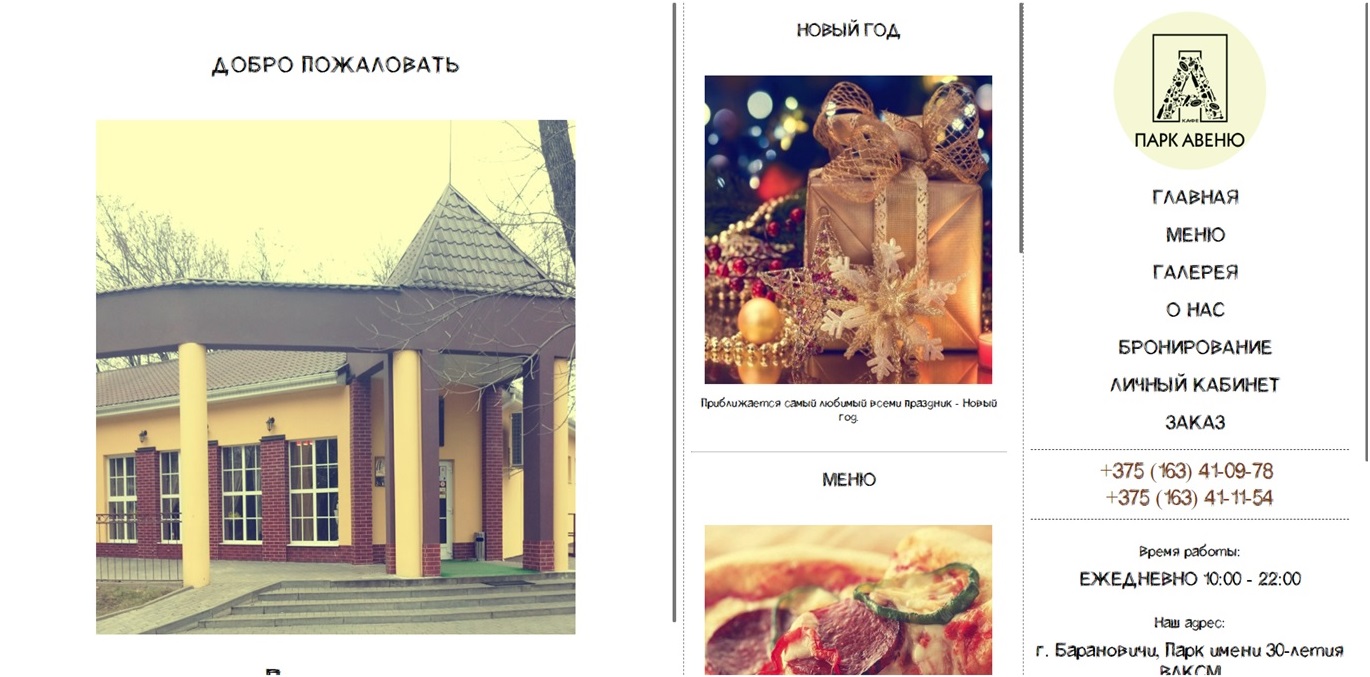 ДОБРО ПОЖАЛОВАТЬ
НОВЫЙ ГОД
Приближается самый любимый всеми праздник - Новый
год.
МЕНЮ
А
КАФЕ
ПАРК АВЕНЮ
ГЛАВНАЯ
МЕНЮ
ГАЛЕРЕЯ
О НАС
БРОНИРОВАНИЕ
ЛИЧНЫЙ КАБИНЕТ
ЗАКАЗ
+375 (163) 41-09-78
+375 (163) 41-11-54
Время работы:
ЕЖЕДНЕВНО 10:00 - 22:00
Наш адрес:
г. Барановичи, Парк имени 30-летия
ВЛКСМ